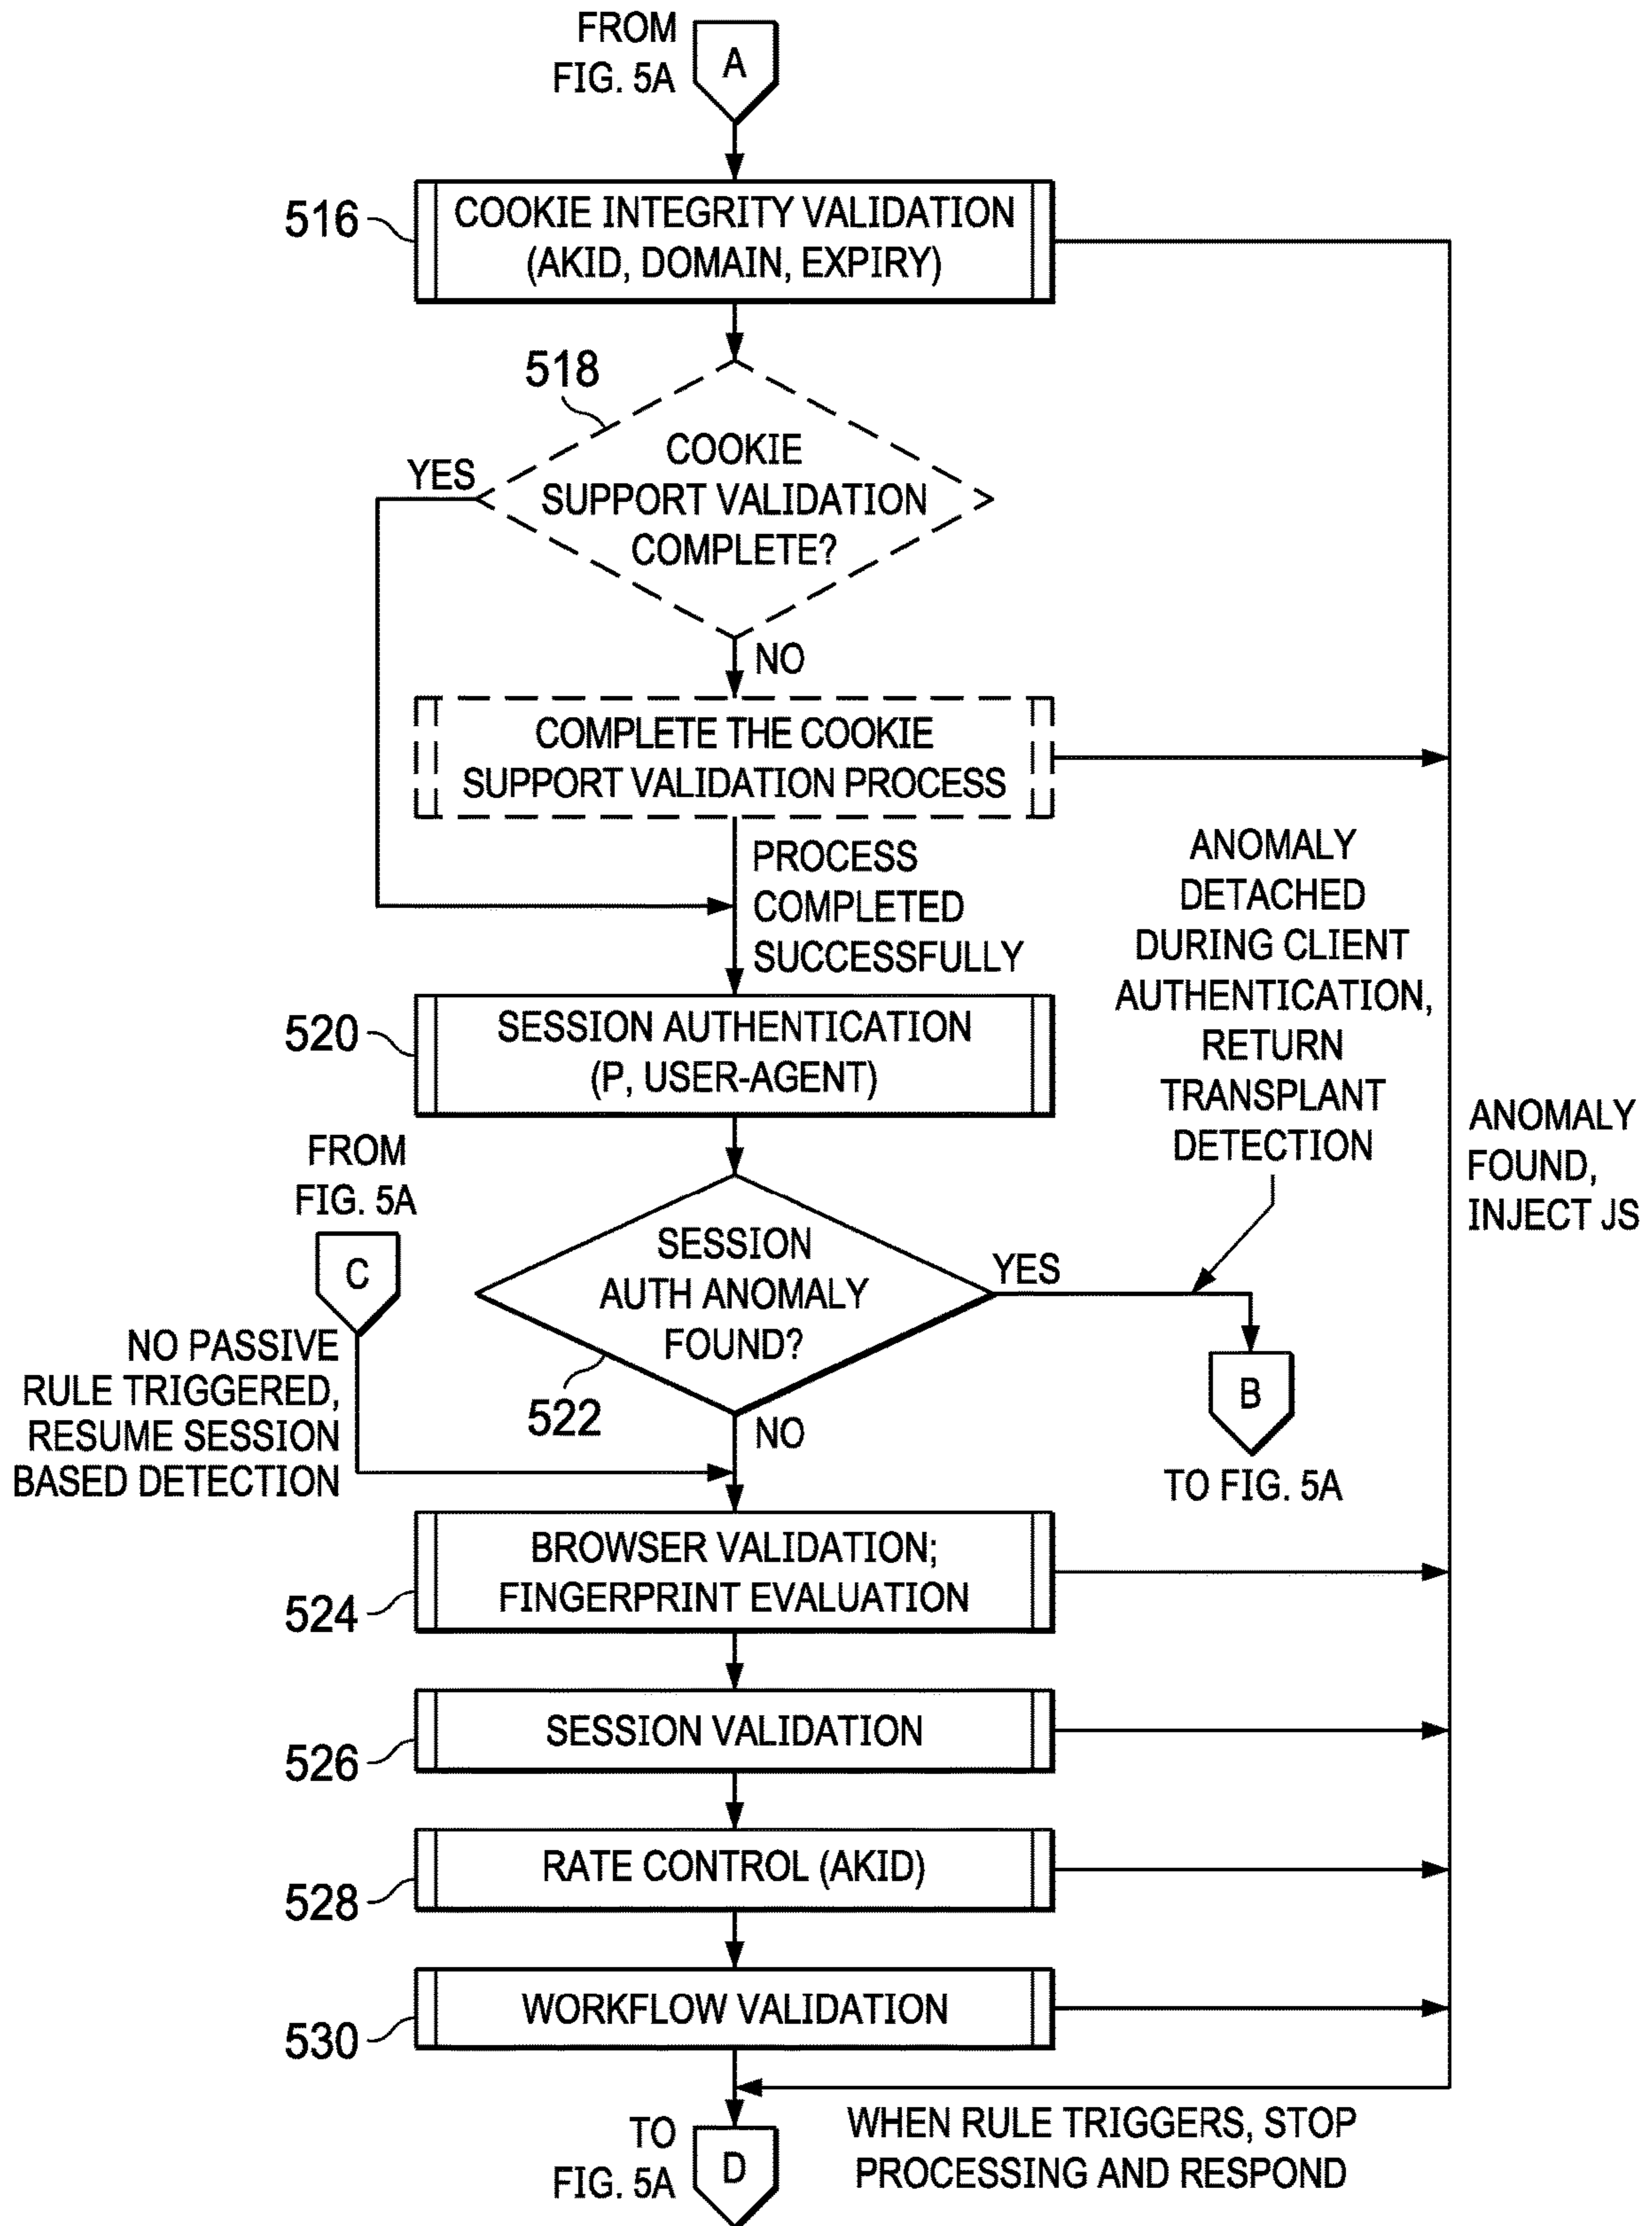 FROM
FIG. 5A
A
516
COOKIE INTEGRITY VALIDATION
(AKID, DOMAIN, EXPIRY)
518
COOKIE
SUPPORT VALIDATION
COMPLETE?
YES
NO
COMPLETE THE COOKIE
SUPPORT VALIDATION PROCESS
PROCESS
COMPLETED
SUCCESSFULLY
ANOMALY
DETACHED
DURING CLIENT
AUTHENTICATION,
RETURN
TRANSPLANT
DETECTION
520
SESSION AUTHENTICATION
(P, USER-AGENT)
ANOMALY
FOUND,
INJECT JS
FROM
FIG. 5A
C
NO PASSIVE
RULE TRIGGERED,
RESUME SESSION
BASED DETECTION
SESSION
AUTH ANOMALY
FOUND?
522
YES
NO
B
TO FIG. 5A
524
BROWSER VALIDATION;
FINGERPRINT EVALUATION
526
SESSION VALIDATION
528
RATE CONTROL (AKID)
530
WORKFLOW VALIDATION
WHEN RULE TRIGGERS, STOP
PROCESSING AND RESPOND
TO
FIG. 5A
D